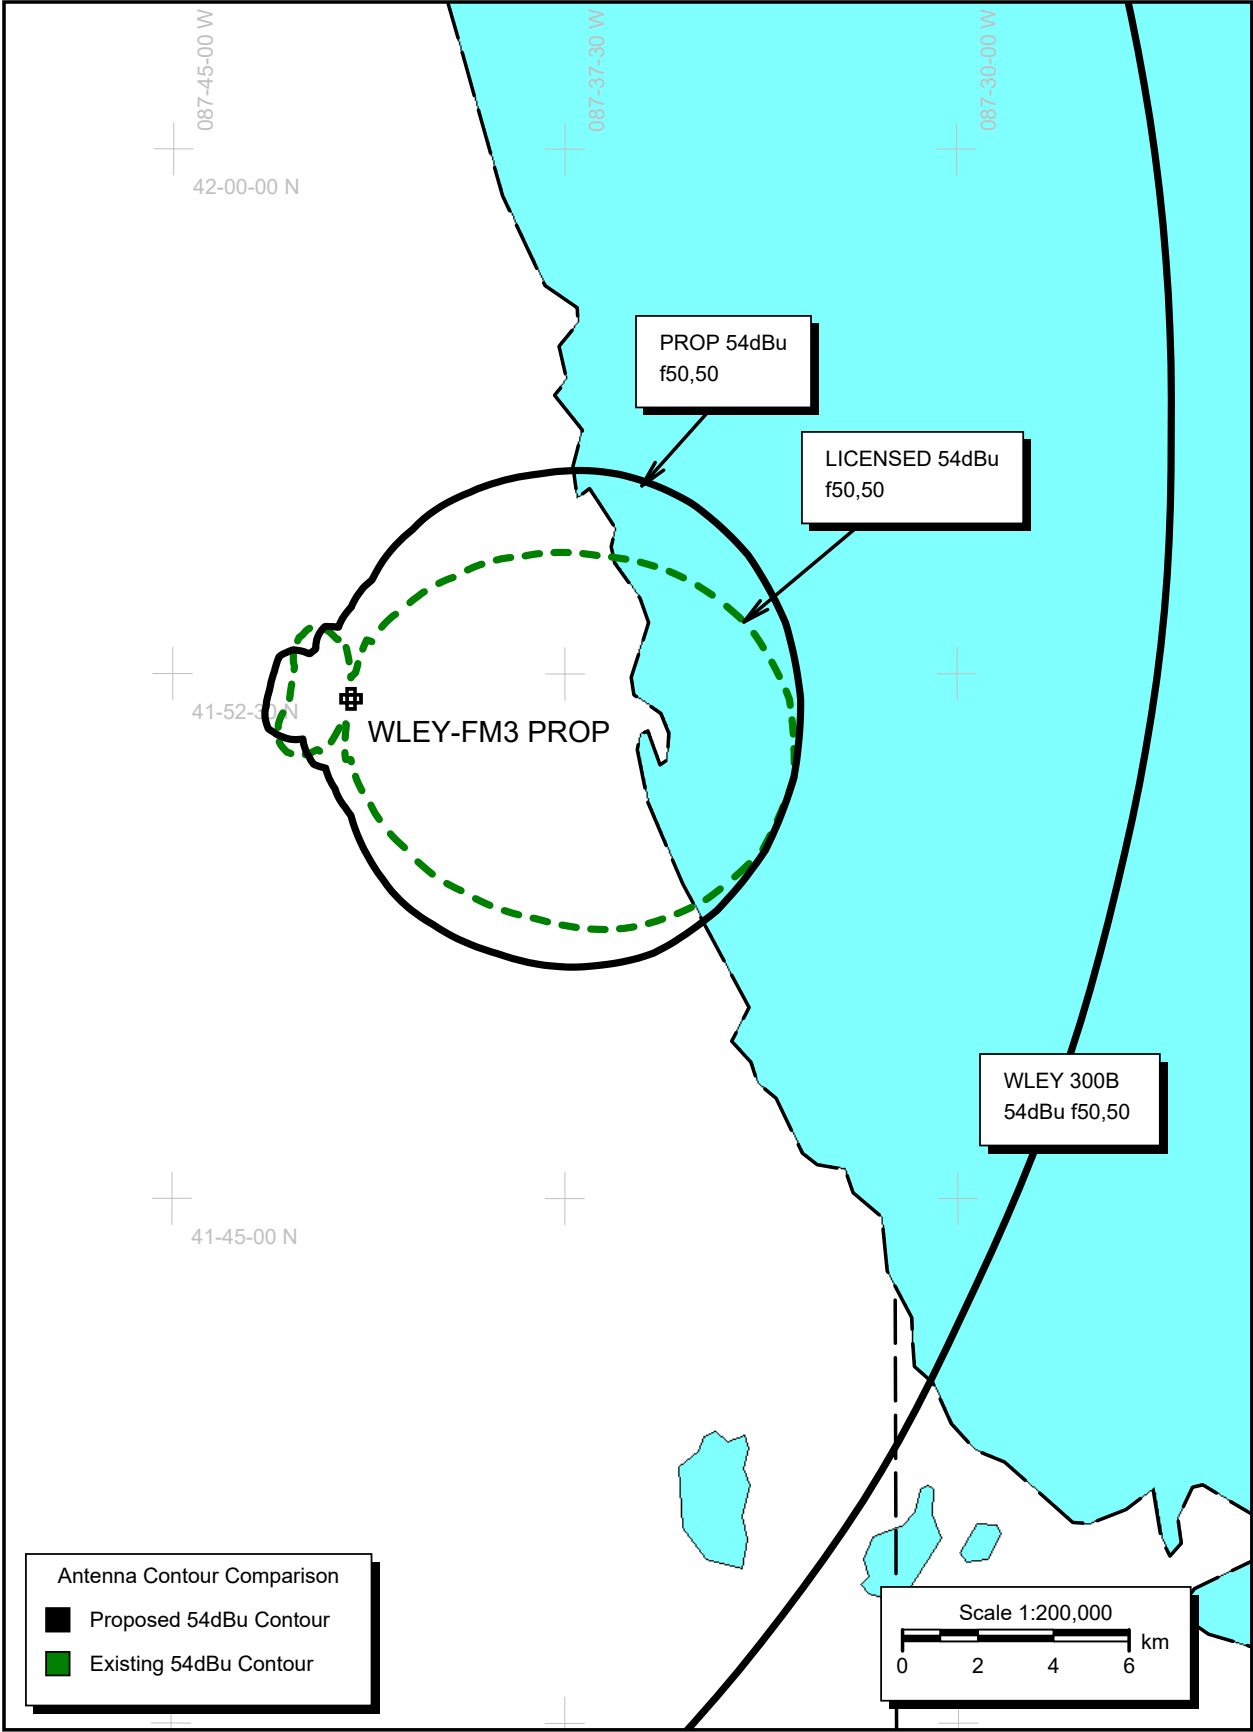 087-45-00 W
087-37-30 W
087-30-00 W
42-00-00 N
PROP 54dBu
f50,50
LICENSED 54dBu
f50,50
41-52-30 N
WLEY-FM3 PROP
WLEY 300B
54dBu f50,50
41-45-00 N
Antenna Contour Comparison
Proposed 54dBu Contour
Existing 54dBu Contour
Scale 1:200,000
km
0 2 4 6